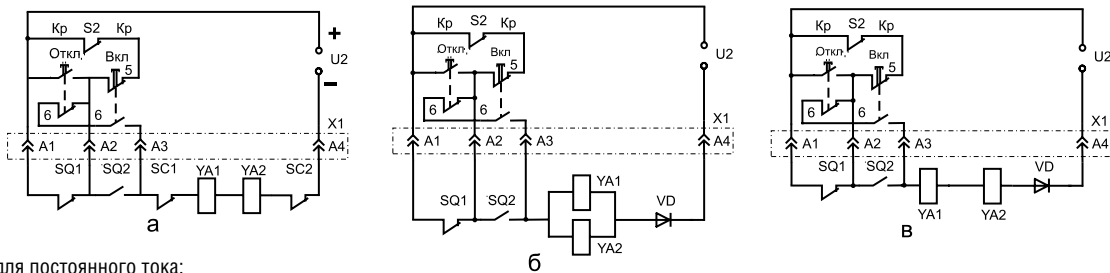 Кр S2 Кр
Откл, Вкл
5
6 6
+
U2
−
X1
A1 A2 A3 A4
SQ1 SQ2 SC1 YA1 YA2 SC2
а
Кр S2 Кр
Откл, Вкл
5
6 6
U2
X1
A1 A2 A3 A4
SQ1 SQ2 YA1 VD
YA2
б
Кр S2 Кр
Откл, Вкл
5
6 6
U2
X1
A1 A2 A3 A4
SQ1 SQ2 VD
YA1 YA2
в
для постоянного тока;